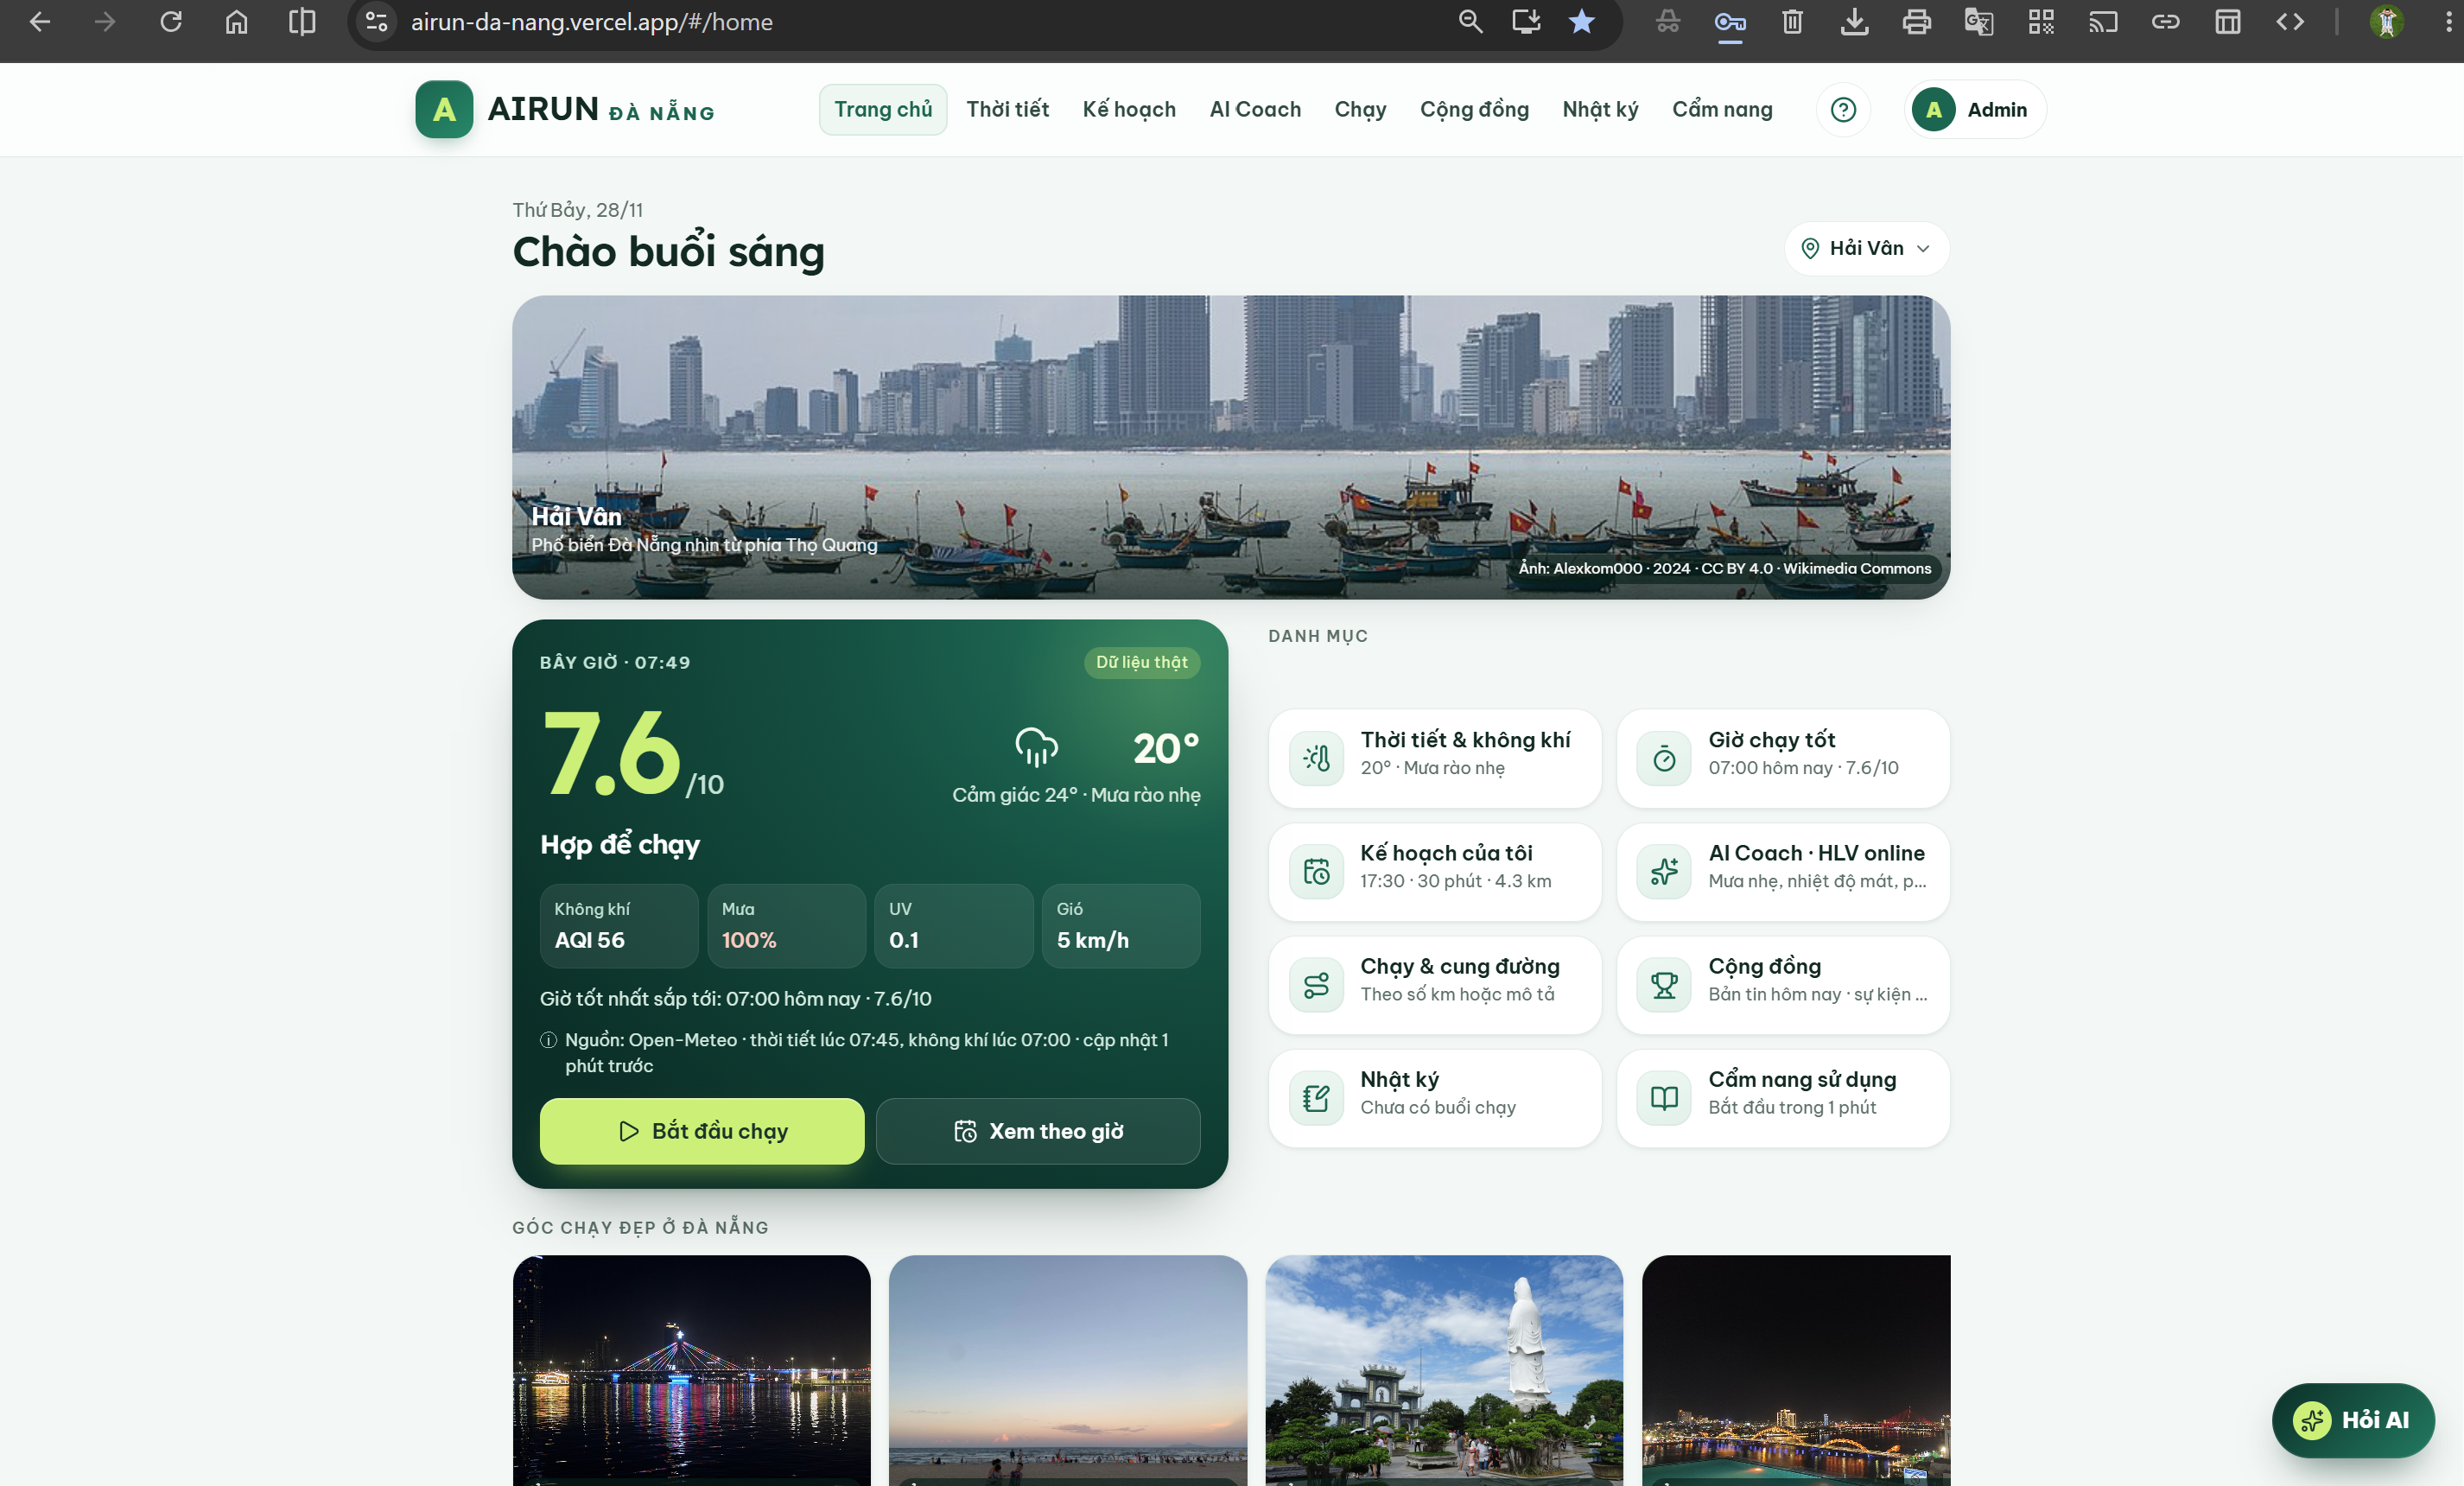 airun-da-nang.vercel.app/#/home
A AIRUN ĐÀ NẴNG
Trang chủ Thời tiết Kế hoạch AI Coach Chạy Cộng đồng Nhật ký Cẩm nang
A Admin
Thứ Bảy, 28/11
Chào buổi sáng
Hải Vân
Hải Vân
Phố biển Đà Nẵng nhìn từ phía Thọ Quang
Ảnh: Alexkom000 · 2024 · CC BY 4.0 · Wikimedia Commons
BÂY GIỜ · 07:49
Dữ liệu thật
7.6/10
20°
Cảm giác 24° · Mưa rào nhẹ
Hợp để chạy
Không khí
AQI 56
Mưa
100%
UV
0.1
Gió
5 km/h
Giờ tốt nhất sắp tới: 07:00 hôm nay · 7.6/10
Nguồn: Open-Meteo · thời tiết lúc 07:45, không khí lúc 07:00 · cập nhật 1
phút trước
Bắt đầu chạy
Xem theo giờ
DANH MỤC
Thời tiết & không khí
20° · Mưa rào nhẹ
Giờ chạy tốt
07:00 hôm nay · 7.6/10
Kế hoạch của tôi
17:30 · 30 phút · 4.3 km
AI Coach · HLV online
Mưa nhẹ, nhiệt độ mát, p...
Chạy & cung đường
Theo số km hoặc mô tả
Cộng đồng
Bản tin hôm nay · sự kiện ...
Nhật ký
Chưa có buổi chạy
Cẩm nang sử dụng
Bắt đầu trong 1 phút
GÓC CHẠY ĐẸP Ở ĐÀ NẴNG
Hỏi AI